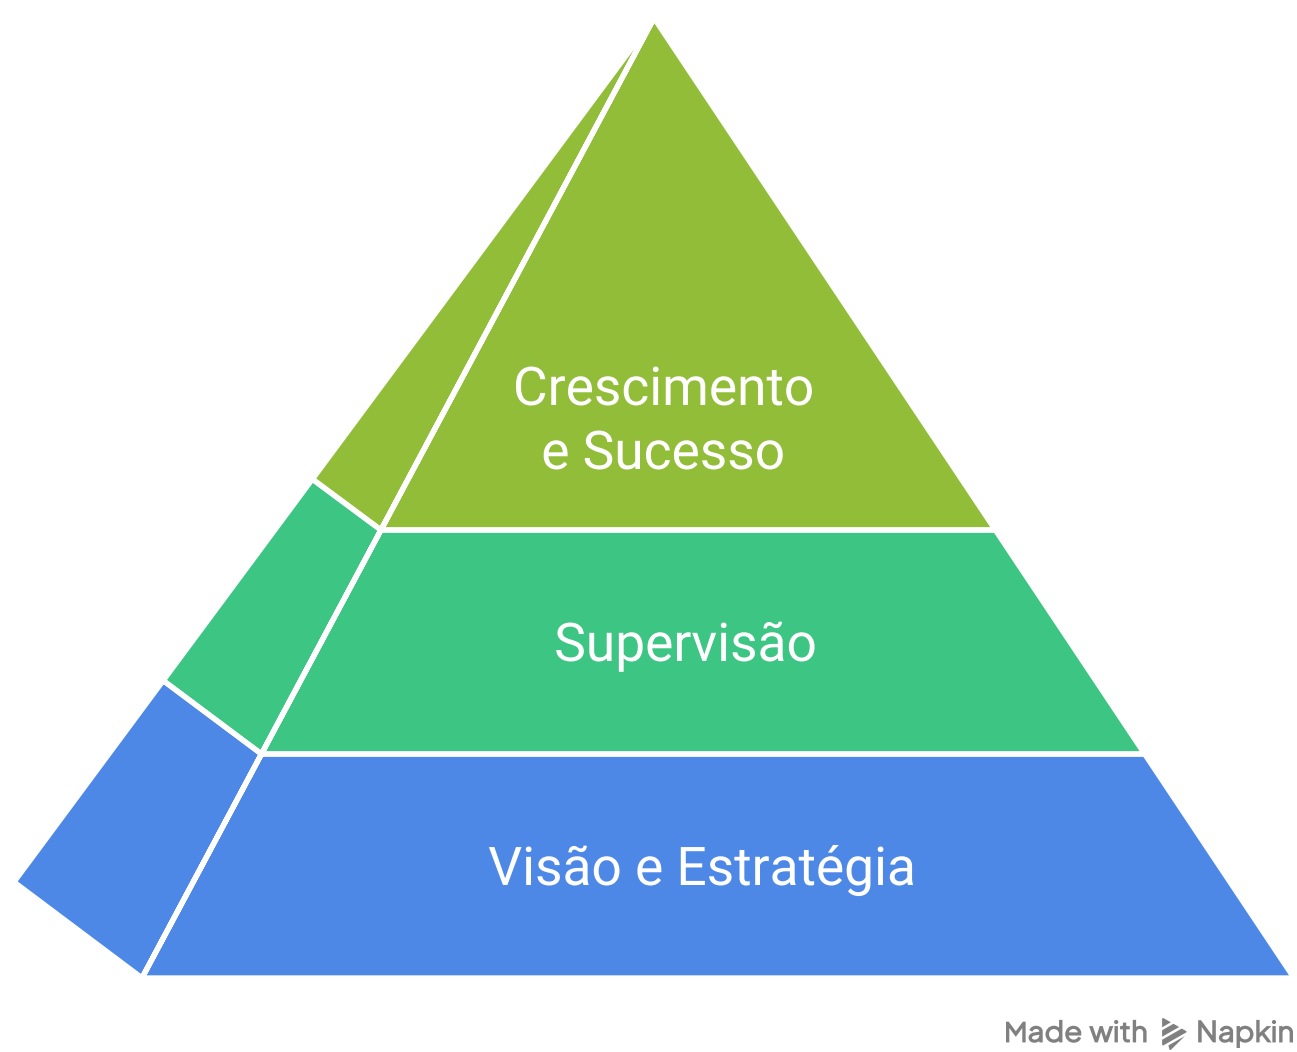 Crescimento
e Sucesso
Supervisão
Visão e Estratégia
Made with Napkin